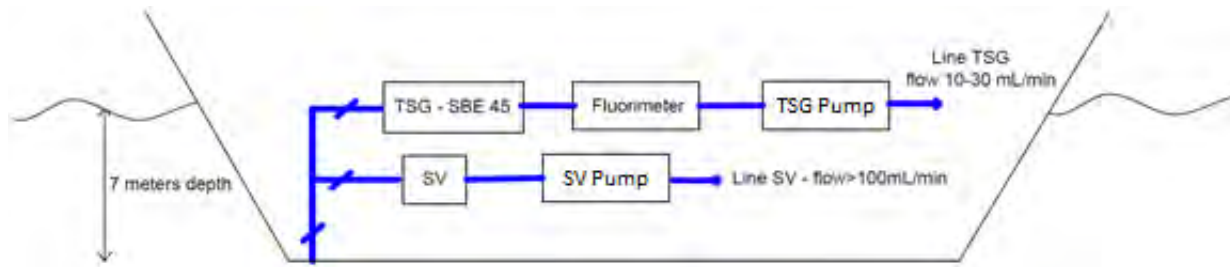 Line TSG
flow 10-30 mL/min
TSG - SBE 45
Fluorimeter
TSG Pump
7 meters depth
SV
SV Pump
Line SV - flow>100mL/min